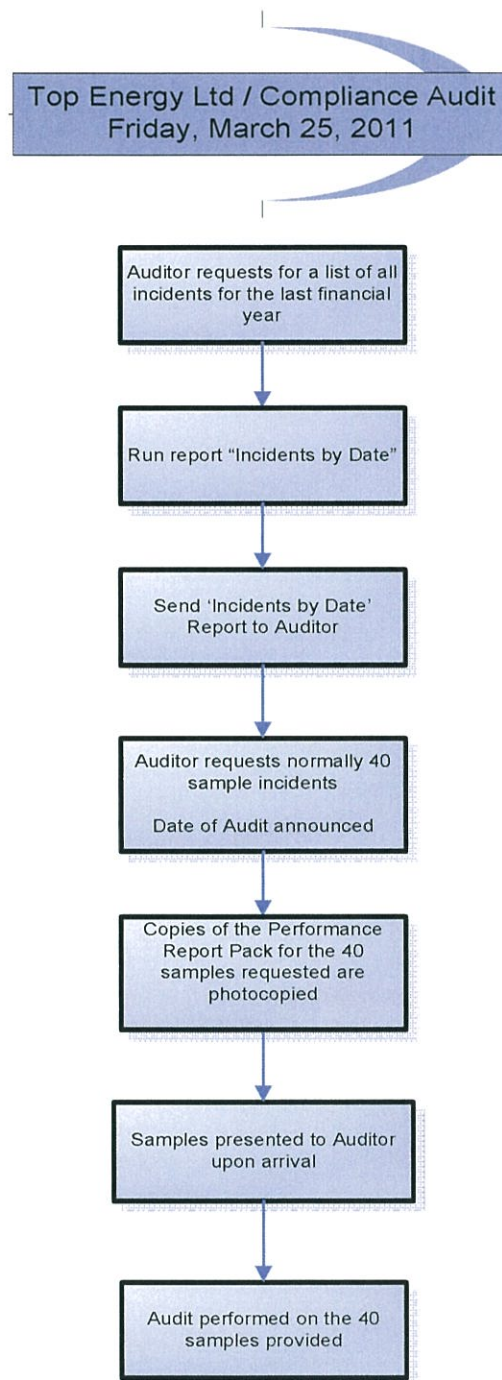 Top Energy Ltd / Compliance Audit
Friday, March 25, 2011
Auditor requests for a list of all
incidents for the last financial
year
Run report “Incidents by Date”
Send ‘Incidents by Date’
Report to Auditor
Auditor requests normally 40
sample incidents
Date of Audit announced
Copies of the Performance
Report Pack for the 40
samples requested are
photocopied
Samples presented to Auditor
upon arrival
Audit performed on the 40
samples provided